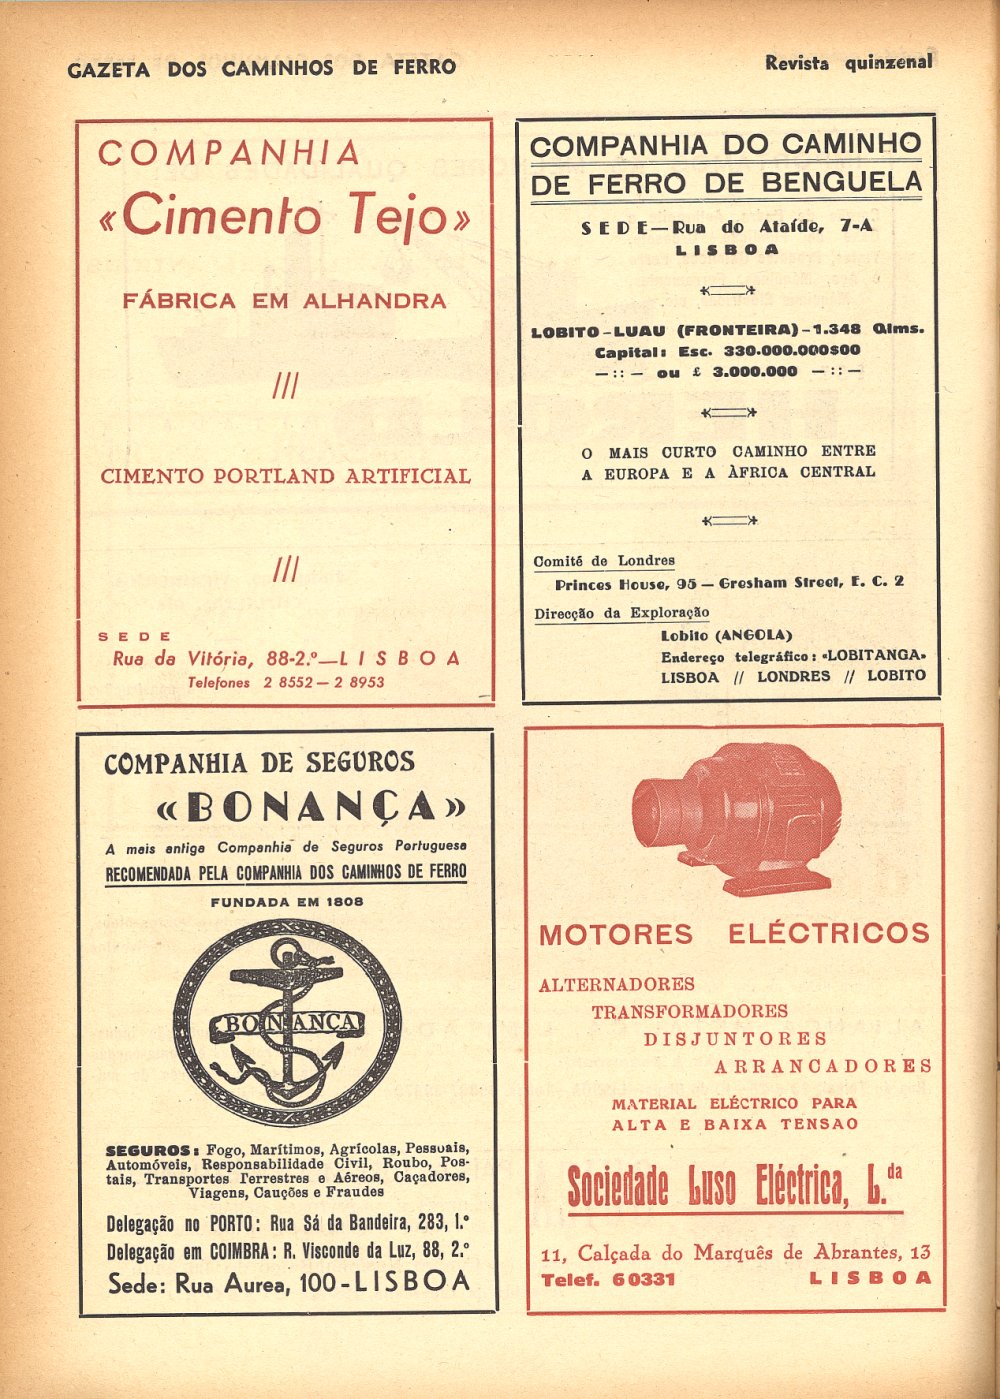 GAZETA DOS CAMINHOS DE FERRO
Revista quinzenal
COMPANHIA
«Cimento Tejo»
FÁBRICA EM ALHANDRA
///
CIMENTO PORTLAND ARTIFICIAL
///
SEDE
Rua da Vitória, 88-2.º—LISBOA
Telefones 2 8552 — 2 8953
COMPANHIA DO CAMINHO
DE FERRO DE BENGUELA
SEDE—Rua do Ataíde, 7-A
LISBOA
LOBITO-LUAU (FRONTEIRA)-1.348 Qlms.
Capital: Esc. 330.000.000$00
— :: — ou £ 3.000.000 — :: —
O MAIS CURTO CAMINHO ENTRE
A EUROPA E A ÀFRICA CENTRAL
Comité de Londres
Princes House, 95 — Gresham Street, E. C. 2
Direcção da Exploração
Lobito (ANGOLA)
Endereço telegráfico: «LOBITANGA»
LISBOA // LONDRES // LOBITO
COMPANHIA DE SEGUROS
«BONANÇA»
A mais antiga Companhia de Seguros Portuguesa
RECOMENDADA PELA COMPANHIA DOS CAMINHOS DE FERRO
FUNDADA EM 1808
BONANÇA
SEGUROS: Fogo, Marítimos, Agrícolas, Pessoais,
Automóveis, Responsabilidade Civil, Roubo, Pos-
tais, Transportes Terrestres e Aéreos, Caçadores,
Viagens, Cauções e Fraudes
Delegação no PORTO: Rua Sá da Bandeira, 283, 1.º
Delegação em COIMBRA: R. Visconde da Luz, 88, 2.º
Sede: Rua Aurea, 100-LISBOA
MOTORES ELÉCTRICOS
ALTERNADORES
TRANSFORMADORES
DISJUNTORES
ARRANCADORES
MATERIAL ELÉCTRICO PARA
ALTA E BAIXA TENSAO
Sociedade Luso Eléctrica, L.da
11, Calçada do Marquês de Abrantes, 13
Telef. 60331 LISBOA